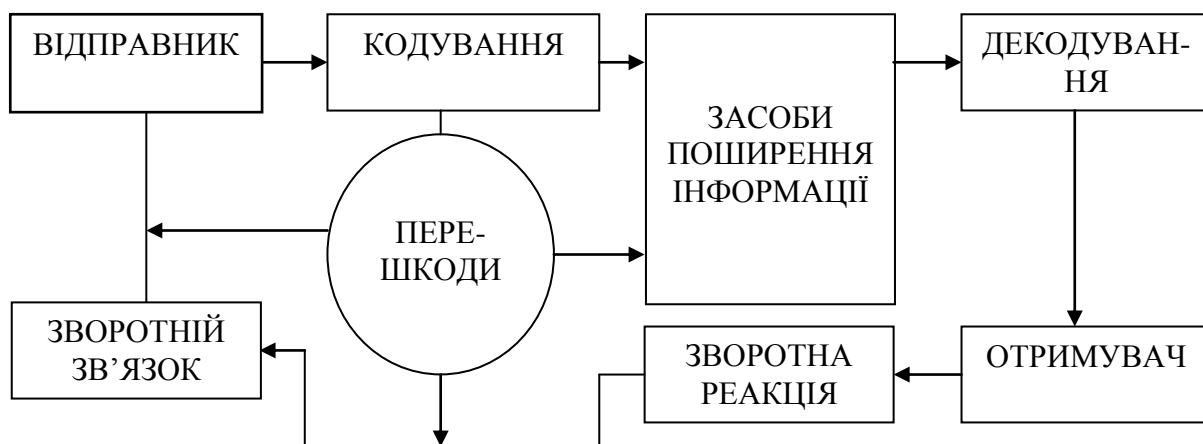 ВІДПРАВНИК
КОДУВАННЯ
ЗАСОБИ
ПОШИРЕННЯ
ІНФОРМАЦІЇ
ДЕКОДУВАН-
НЯ
ПЕРЕ-
ШКОДИ
ЗВОРОТНІЙ
ЗВ’ЯЗОК
ЗВОРОТНА
РЕАКЦІЯ
ОТРИМУВАЧ